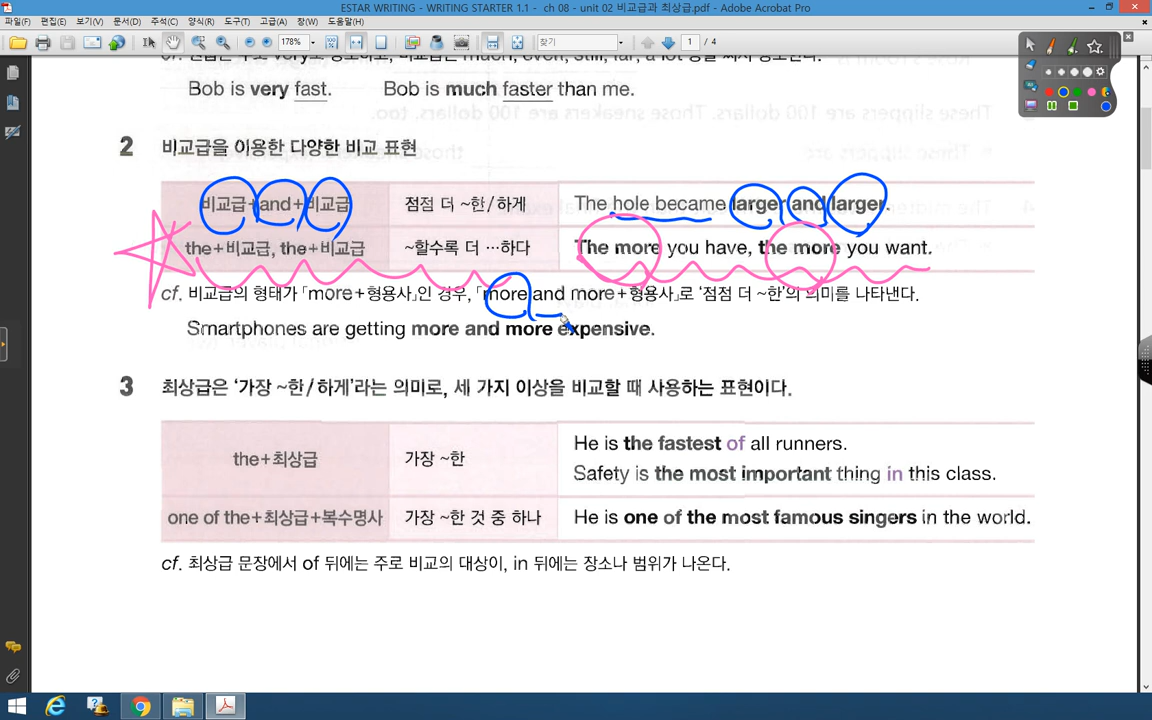 ESTAR WRITING - WRITING STARTER 1.1 - ch 08 - unit 02 비교급과 최상급.pdf - Adobe Acrobat Pro
파일(F) 편집(E) 보기(V) 문서(D) 주석(C) 양식(R) 도구(T) 고급(A) 창(W) 도움말(H)
178% 찾기 1 / 4
Bob is very fast. Bob is much faster than me.
2 비교급을 이용한 다양한 비교 표현
비교급+and+비교급 점점 더 ~한/하게 The hole became larger and larger.
the+비교급, the+비교급 ~할수록 더 …하다 The more you have, the more you want.
cf. 비교급의 형태가 「more+형용사」인 경우, 「more and more+형용사」로 '점점 더 ~한'의 의미를 나타낸다.
Smartphones are getting more and more expensive.
3 최상급은 '가장 ~한/하게'라는 의미로, 세 가지 이상을 비교할 때 사용하는 표현이다.
the+최상급 가장 ~한 He is the fastest of all runners.
Safety is the most important thing in this class.
one of the+최상급+복수명사 가장 ~한 것 중 하나 He is one of the most famous singers in the world.
cf. 최상급 문장에서 of 뒤에는 주로 비교의 대상이, in 뒤에는 장소나 범위가 나온다.